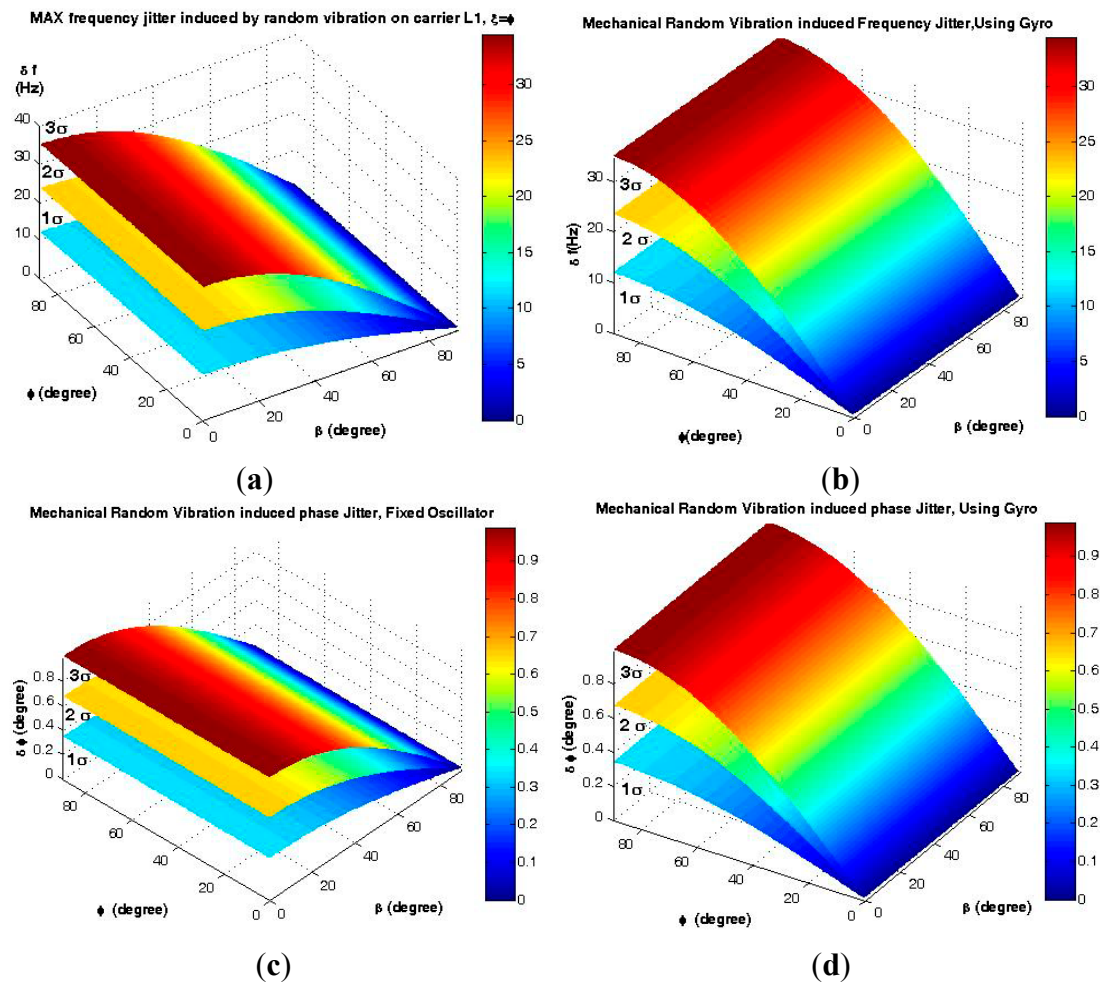 MAX frequency jitter induced by random vibration on carrier L1, ξ=ϕ
δ f
(Hz)
40
30
20
10
0
3σ
2σ
1σ
80
60
40
20
0
ϕ (degree)
0
20
40
60
80
β (degree)
30
25
20
15
10
5
0
(a)
Mechanical Random Vibration induced Frequency Jitter,Using Gyro
δ f(Hz)
30
20
10
0
3σ
2 σ
1σ
80
60
40
20
0
ϕ(degree)
0
20
40
60
80
β (degree)
30
25
20
15
10
5
0
(b)
Mechanical Random Vibration induced phase Jitter, Fixed Oscillator
δ ϕ (degree)
0.8
0.6
0.4
0.2
0
3σ
2 σ
1σ
80
60
40
20
0
ϕ (degree)
0
20
40
60
80
β (degree)
0.9
0.8
0.7
0.6
0.5
0.4
0.3
0.2
0.1
0
(c)
Mechanical Random Vibration induced phase Jitter, Using Gyro
δ ϕ (degree)
0.8
0.6
0.4
0.2
0
3σ
2 σ
1σ
80
60
40
20
0
ϕ (degree)
0
20
40
60
80
β (degree)
0.9
0.8
0.7
0.6
0.5
0.4
0.3
0.2
0.1
0
(d)